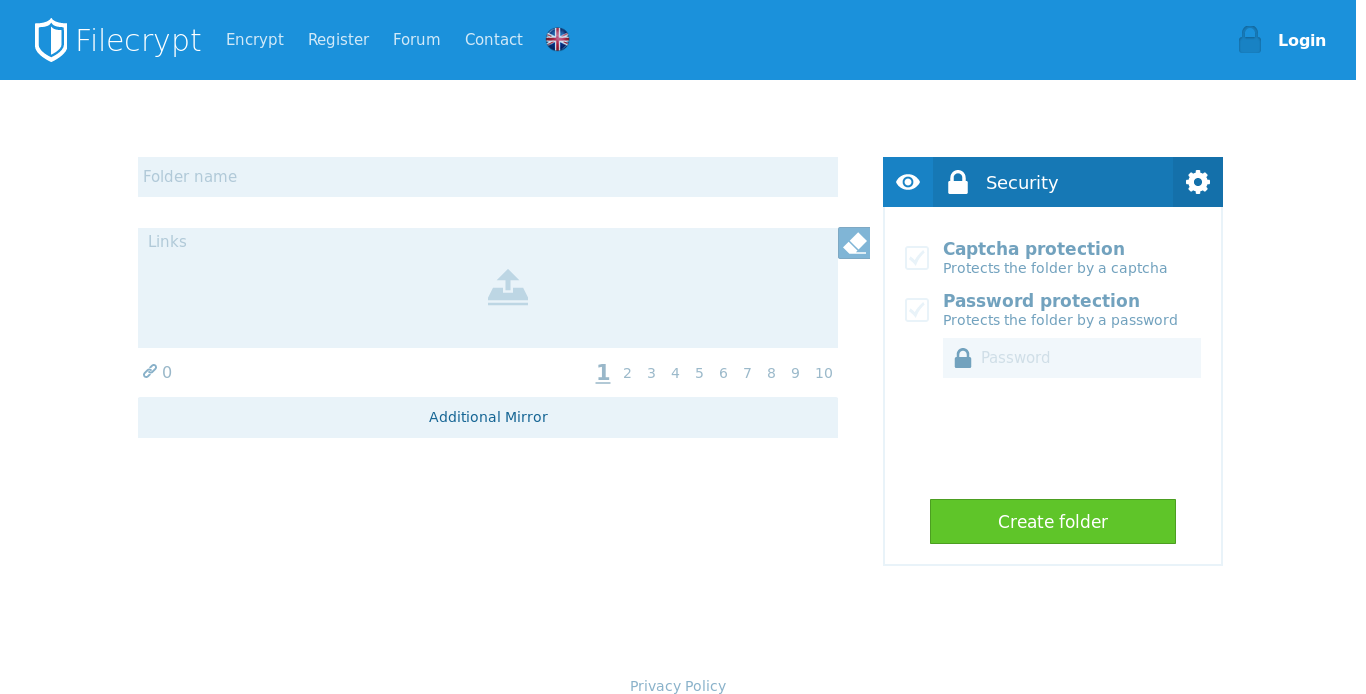 Filecrypt Encrypt Register Forum Contact Login
Folder name
Links
0 1 2 3 4 5 6 7 8 9 10
Additional Mirror
Security
Captcha protection
Protects the folder by a captcha
Password protection
Protects the folder by a password
Password
Create folder
Privacy Policy